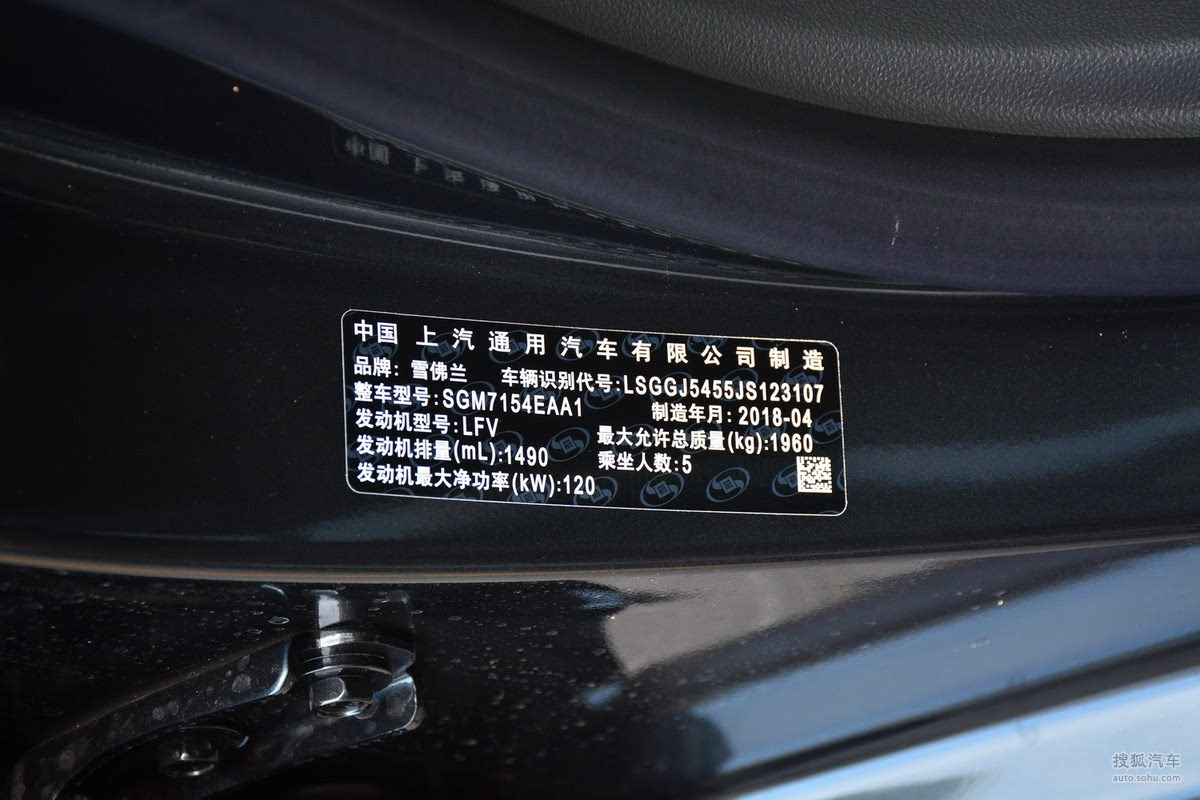 中国上汽通用汽车有限公司制造
品牌: 雪佛兰 车辆识别代号:LSGGJ5455JS123107
整车型号:SGM7154EAA1 制造年月: 2018-04
发动机型号:LFV 最大允许总质量(kg):1960
发动机排量(mL):1490 乘坐人数:5
发动机最大净功率(kW):120
搜狐汽车
auto.sohu.com